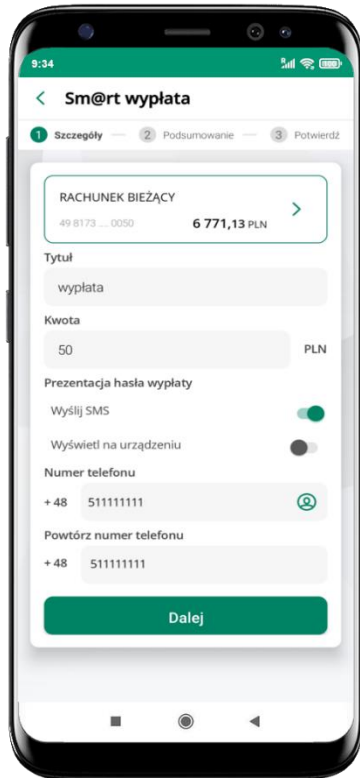 9:34
100
Sm@rt wypłata
1 Szczegóły 2 Podsumowanie 3 Potwierdź
RACHUNEK BIEŻĄCY
49 8173 .... 0050 6 771,13 PLN
Tytuł
wypłata
Kwota
50 PLN
Prezentacja hasła wypłaty
Wyślij SMS
Wyświetl na urządzeniu
Numer telefonu
+ 48 511111111
Powtórz numer telefonu
+ 48 511111111
Dalej